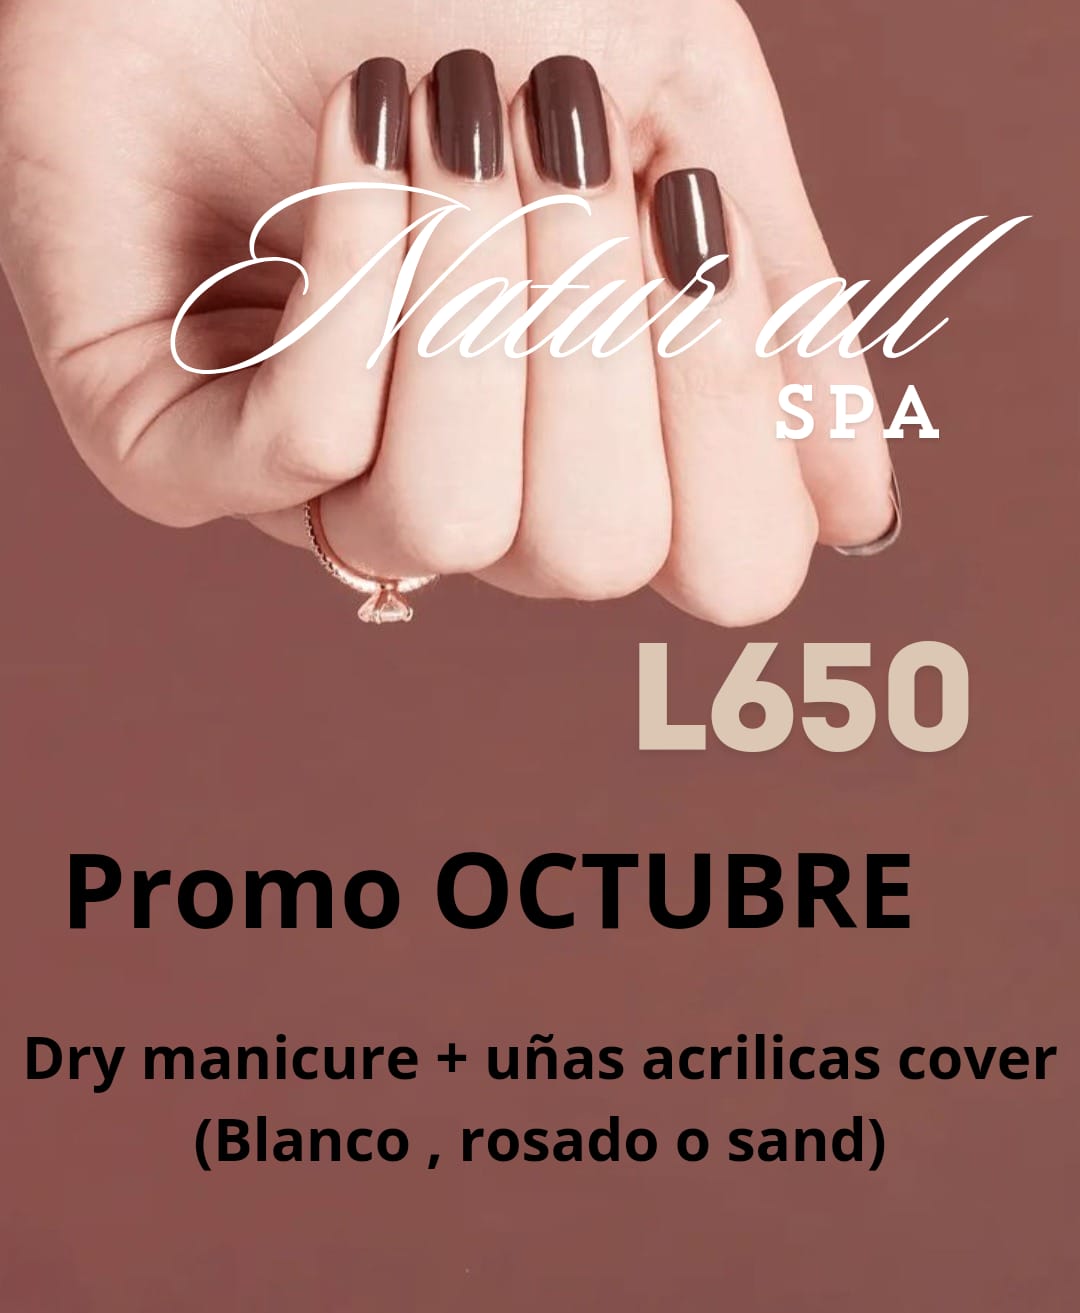 Natur all
SPA
L650
Promo OCTUBRE
Dry manicure + uñas acrilicas cover
(Blanco , rosado o sand)